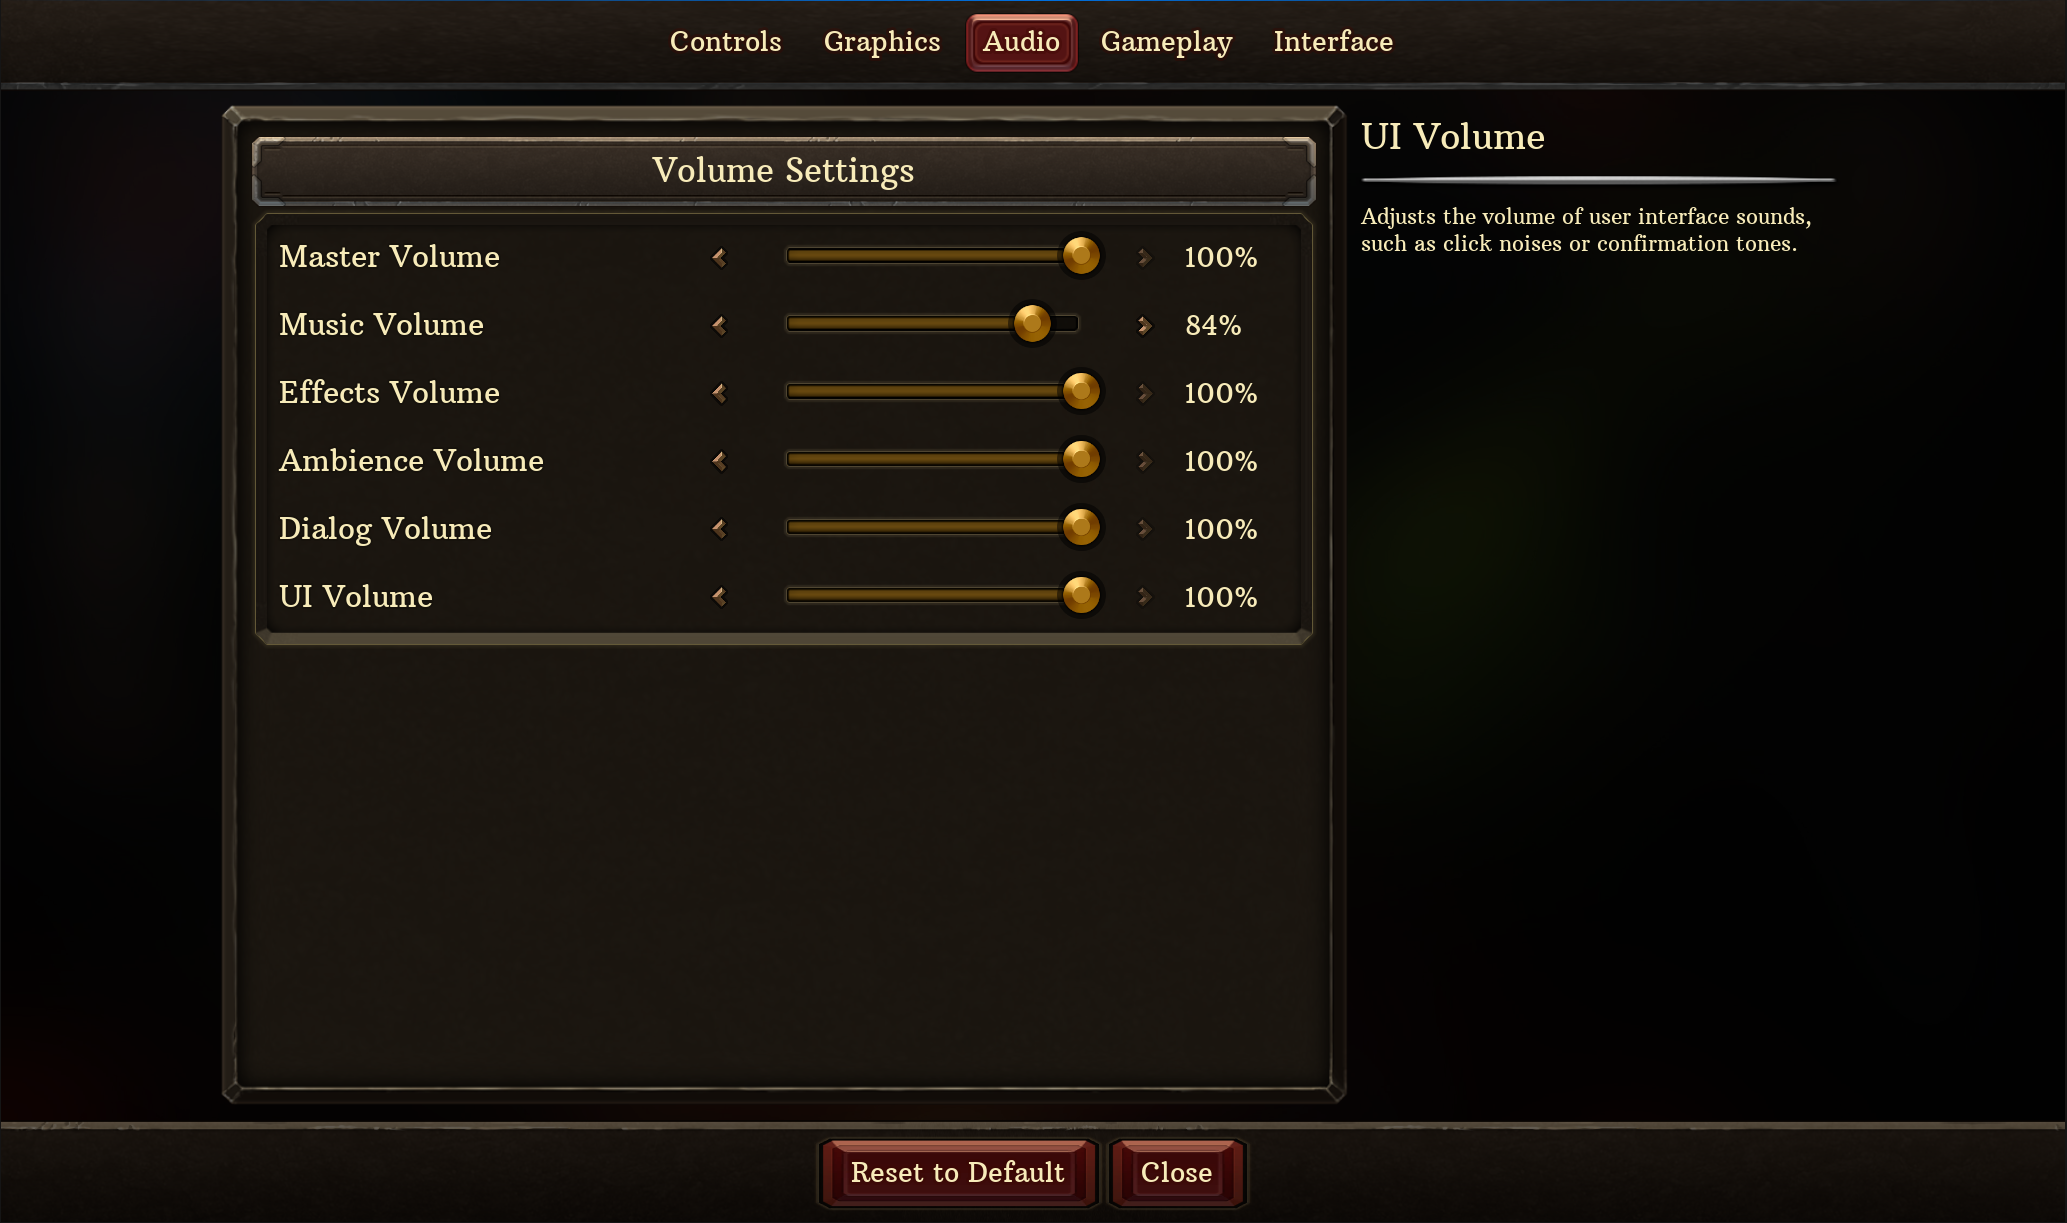 Controls Graphics Audio Gameplay Interface
Volume Settings
Master Volume 100%
Music Volume 84%
Effects Volume 100%
Ambience Volume 100%
Dialog Volume 100%
UI Volume 100%
UI Volume
Adjusts the volume of user interface sounds,
such as click noises or confirmation tones.
Reset to Default Close